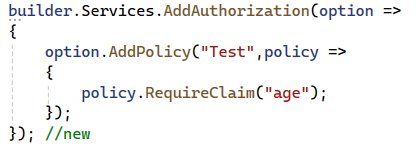 builder.Services.AddAuthorization(option =>
{
    option.AddPolicy("Test",policy =>
    {
        policy.RequireClaim("age");
    });
}); //new